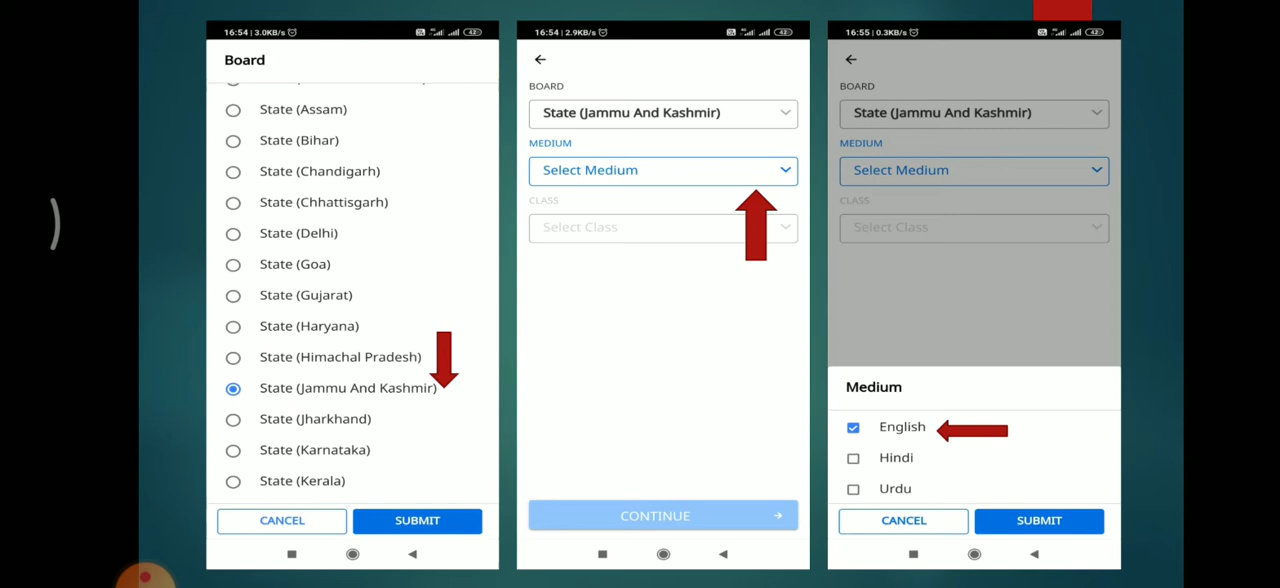 16:54 | 3.0KB/s
42
Board
State (Assam)
State (Bihar)
State (Chandigarh)
State (Chhattisgarh)
State (Delhi)
State (Goa)
State (Gujarat)
State (Haryana)
State (Himachal Pradesh)
State (Jammu And Kashmir)
State (Jharkhand)
State (Karnataka)
State (Kerala)
CANCEL SUBMIT
16:54 | 2.9KB/s
42
BOARD
State (Jammu And Kashmir)
MEDIUM
Select Medium
CLASS
Select Class
CONTINUE
16:55 | 0.3KB/s
42
BOARD
State (Jammu And Kashmir)
MEDIUM
Select Medium
CLASS
Select Class
Medium
English
Hindi
Urdu
CANCEL SUBMIT